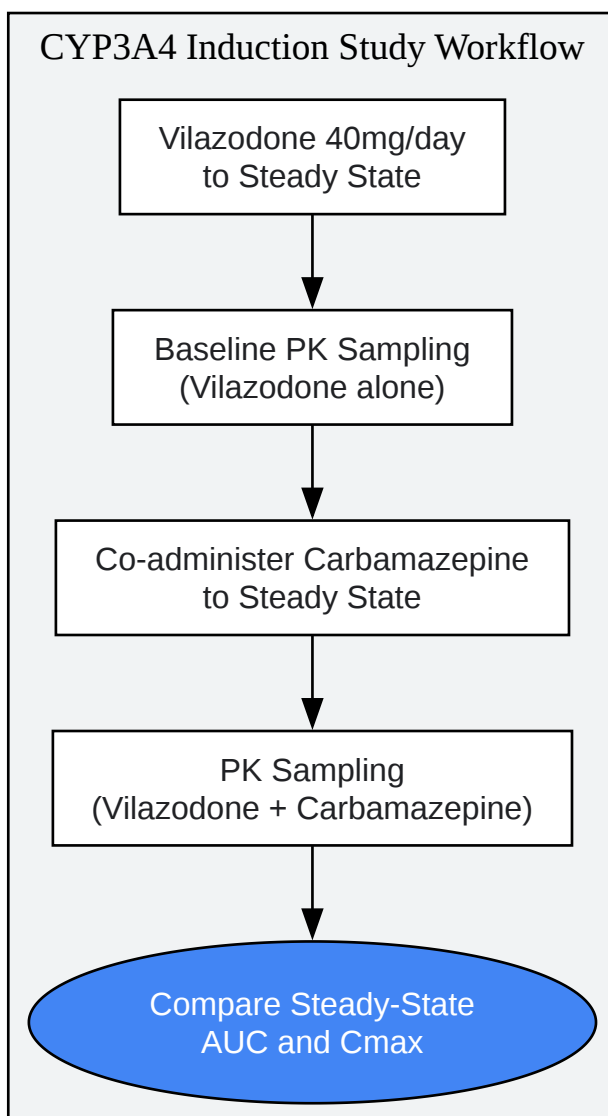 CYP3A4 Induction Study Workflow
Vilazodone 40mg/day
to Steady State
Baseline PK Sampling
(Vilazodone alone)
Co-administer Carbamazepine
to Steady State
PK Sampling
(Vilazodone + Carbamazepine)
Compare Steady-State
AUC and Cmax